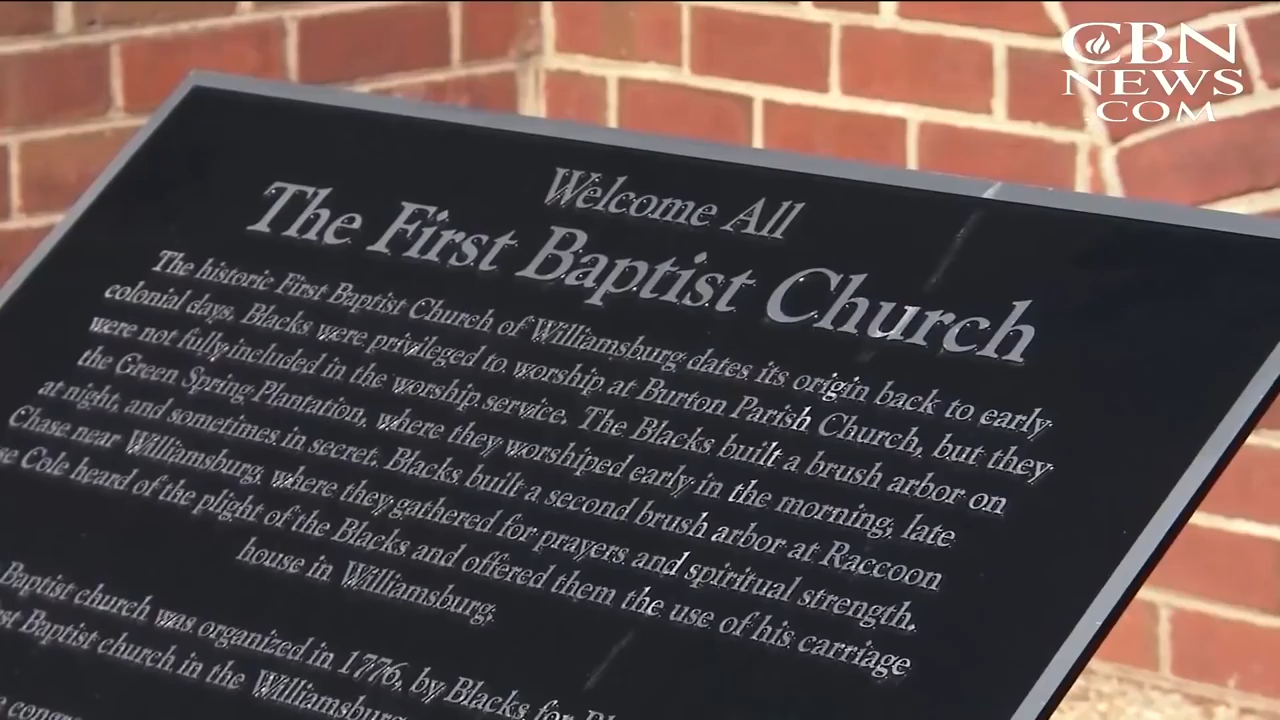 CBN
NEWS
COM
Welcome All
The First Baptist Church
The historic First Baptist Church of Williamsburg dates its origin back to early
colonial days. Blacks were privileged to worship at Burton Parish Church, but they
were not fully included in the worship service. The Blacks built a brush arbor on
the Green Spring Plantation, where they worshiped early in the morning, late
at night, and sometimes in secret. Blacks built a second brush arbor at Raccoon
Chase near Williamsburg, where they gathered for prayers and spiritual strength.
Cole heard of the plight of the Blacks and offered them the use of his carriage
house in Williamsburg.
Baptist church was organized in 1776, by Blacks for
Baptist church in the Williamsburg